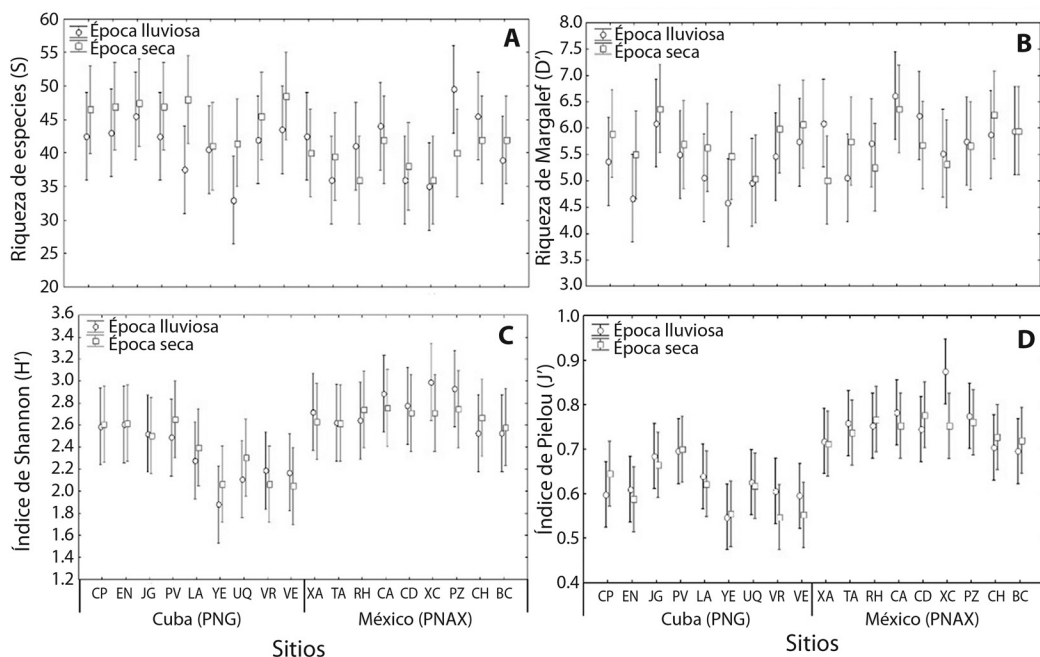 Época lluviosa
Época seca
A
Riqueza de especies (S)
60
55
50
45
40
35
30
25
20
Época lluviosa
Época seca
B
Riqueza de Margalef (D’)
8.0
7.5
7.0
6.5
6.0
5.5
5.0
4.5
4.0
3.5
3.0
Época lluviosa
Época seca
C
Índice de Shannon (H’)
3.6
3.4
3.2
3.0
2.8
2.6
2.4
2.2
2.0
1.8
1.6
1.4
1.2
CP EN JG PV LA YE UQ VR VE XA TA RH CA CD XC PZ CH BC
Cuba (PNG) México (PNAX)
Sitios
Época lluviosa
Época seca
D
Índice de Pielou (J’)
1.0
0.9
0.8
0.7
0.6
0.5
0.4
CP EN JG PV LA YE UQ VR VE XA TA RH CA CD XC PZ CH BC
Cuba (PNG) México (PNAX)
Sitios